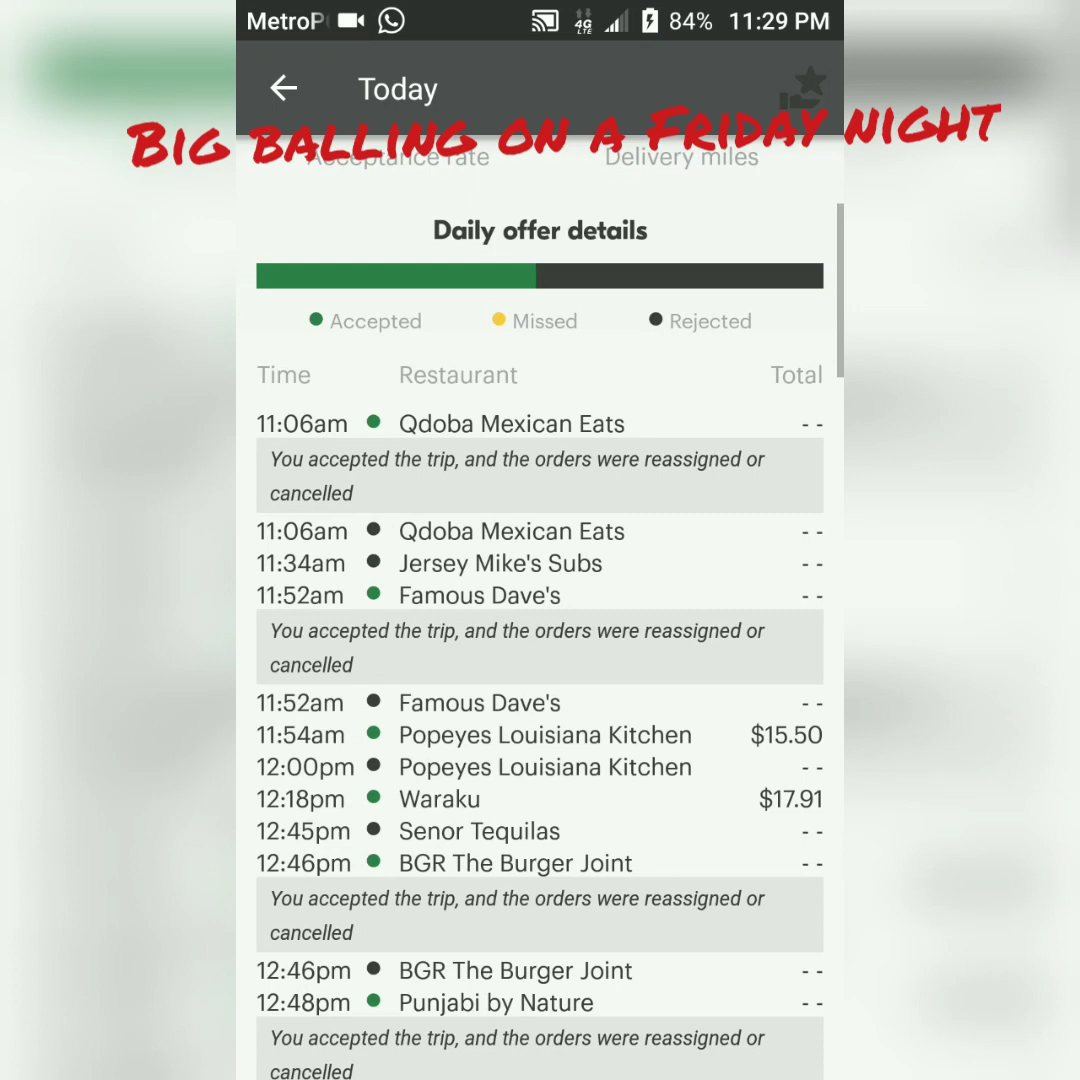 MetroP 4G LTE 84% 11:29 PM
Today
BIG BALLING ON A FRIDAY NIGHT
Acceptance rate Delivery miles
Daily offer details
Accepted Missed Rejected
Time Restaurant Total
11:06am Qdoba Mexican Eats - -
You accepted the trip, and the orders were reassigned or
cancelled
11:06am Qdoba Mexican Eats - -
11:34am Jersey Mike's Subs - -
11:52am Famous Dave's - -
You accepted the trip, and the orders were reassigned or
cancelled
11:52am Famous Dave's - -
11:54am Popeyes Louisiana Kitchen $15.50
12:00pm Popeyes Louisiana Kitchen - -
12:18pm Waraku $17.91
12:45pm Senor Tequilas - -
12:46pm BGR The Burger Joint - -
You accepted the trip, and the orders were reassigned or
cancelled
12:46pm BGR The Burger Joint - -
12:48pm Punjabi by Nature - -
You accepted the trip, and the orders were reassigned or
cancelled